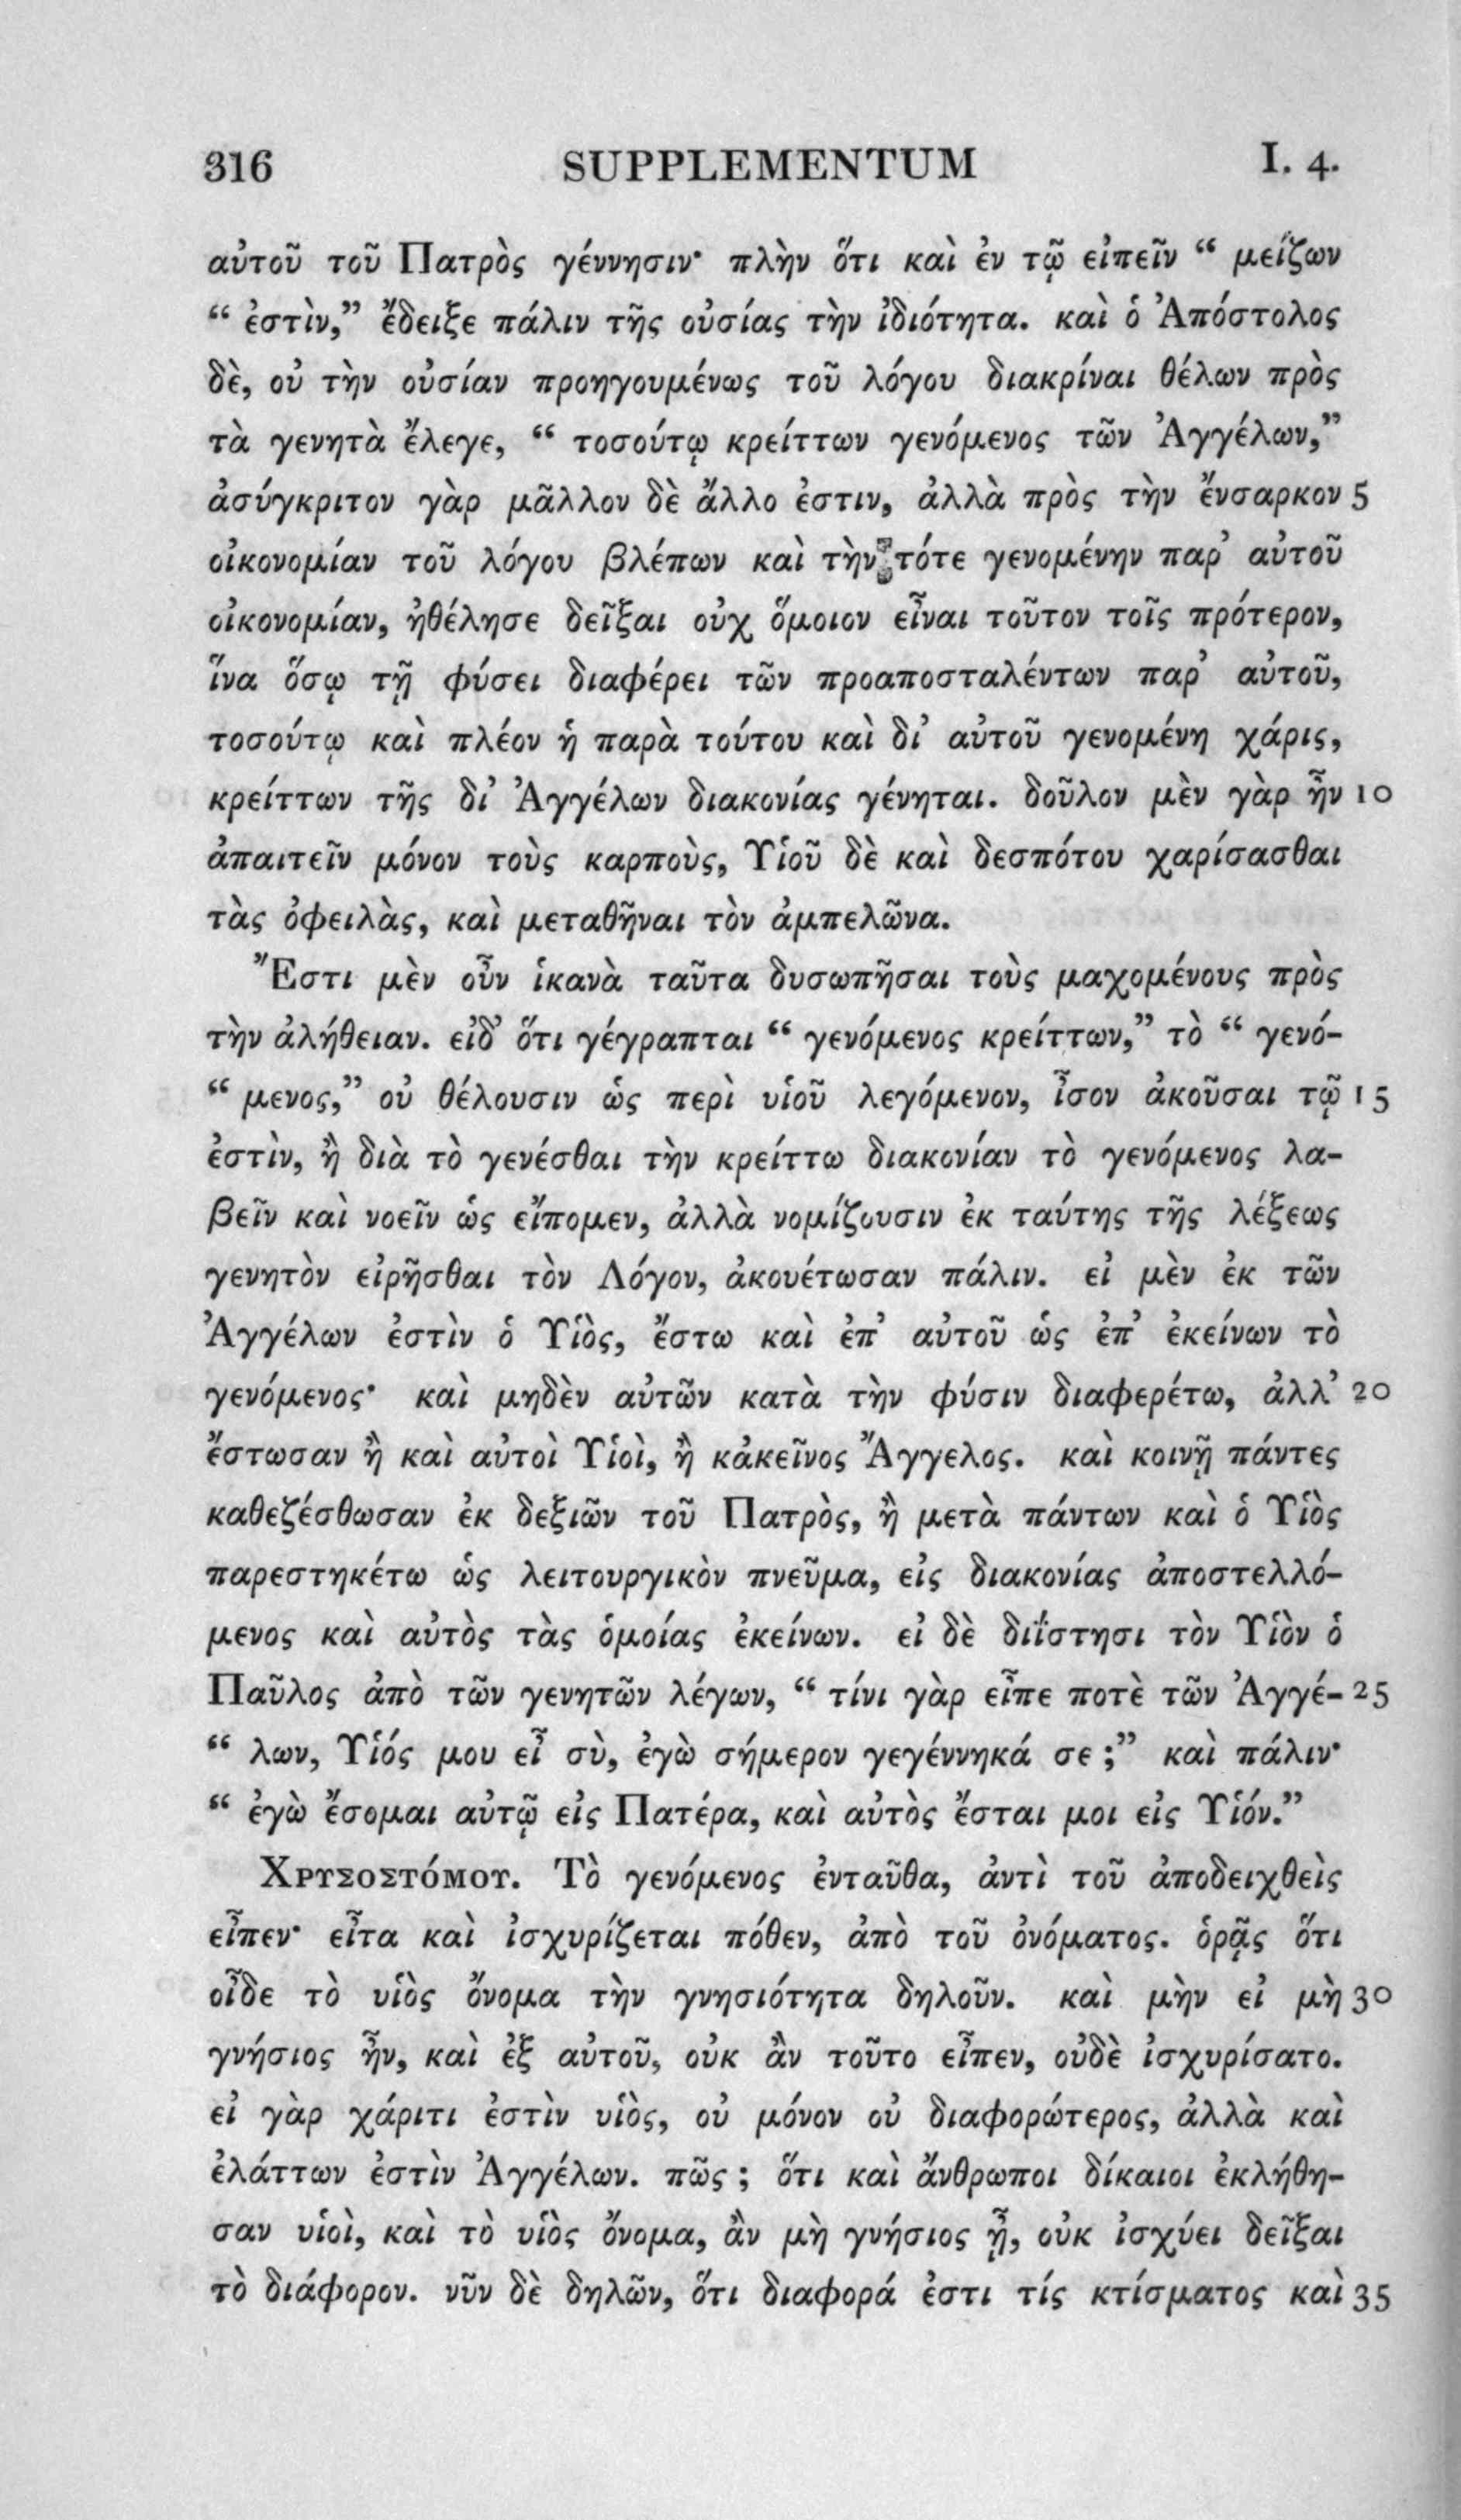 316 SUPPLEMENTUM I. 4.
αὐτοῦ τοῦ Πατρὸς γέννησιν· πλὴν ὅτι καὶ ἐν τῷ εἰπεῖν “ μείζων
“ ἐστὶν,” ἔδειξε πάλιν τῆς οὐσίας τὴν ἰδιότητα. καὶ ὁ Ἀπόστολος
δὲ, οὐ τὴν οὐσίαν προηγουμένως τοῦ λόγου διακρίναι θέλων πρὸς
τὰ γενητὰ ἔλεγε, “ τοσούτῳ κρείττων γενόμενος τῶν Ἀγγέλων,”
ἀσύγκριτον γὰρ μᾶλλον δὲ ἄλλο ἐστιν, ἀλλὰ πρὸς τὴν ἔνσαρκον 5
οἰκονομίαν τοῦ λόγου βλέπων καὶ τὴν τότε γενομένην παρ’ αὐτοῦ
οἰκονομίαν, ἠθέλησε δεῖξαι οὐχ ὅμοιον εἶναι τοῦτον τοῖς πρότερον,
ἵνα ὅσῳ τῇ φύσει διαφέρει τῶν προαποσταλέντων παρ’ αὐτοῦ,
τοσούτῳ καὶ πλέον ἡ παρὰ τούτου καὶ δι’ αὐτοῦ γενομένη χάρις,
κρείττων τῆς δι’ Ἀγγέλων διακονίας γένηται. δοῦλον μὲν γὰρ ἦν 10
ἀπαιτεῖν μόνον τοὺς καρποὺς, Υἱοῦ δὲ καὶ δεσπότου χαρίσασθαι
τὰς ὀφειλὰς, καὶ μεταθῆναι τὸν ἀμπελῶνα.
Ἔστι μὲν οὖν ἱκανὰ ταῦτα δυσωπῆσαι τοὺς μαχομένους πρὸς
τὴν ἀλήθειαν. εἰδ’ ὅτι γέγραπται “ γενόμενος κρείττων,” τὸ “ γενό-
“ μενος,” οὐ θέλουσιν ὡς περὶ υἱοῦ λεγόμενον, ἶσον ἀκοῦσαι τῷ 15
ἐστὶν, ἢ διὰ τὸ γενέσθαι τὴν κρείττω διακονίαν τὸ γενόμενος λα-
βεῖν καὶ νοεῖν ὡς εἴπομεν, ἀλλὰ νομίζουσιν ἐκ ταύτης τῆς λέξεως
γενητὸν εἰρῆσθαι τὸν Λόγον, ἀκουέτωσαν πάλιν. εἰ μὲν ἐκ τῶν
Ἀγγέλων ἐστὶν ὁ Υἱὸς, ἔστω καὶ ἐπ’ αὐτοῦ ὡς ἐπ’ ἐκείνων τὸ
γενόμενος· καὶ μηδὲν αὐτῶν κατὰ τὴν φύσιν διαφερέτω, ἀλλ’ 20
ἔστωσαν ἢ καὶ αὐτοὶ Υἱοὶ, ἢ κἀκεῖνος Ἄγγελος. καὶ κοινῇ πάντες
καθεζέσθωσαν ἐκ δεξιῶν τοῦ Πατρὸς, ἢ μετὰ πάντων καὶ ὁ Υἱὸς
παρεστηκέτω ὡς λειτουργικὸν πνεῦμα, εἰς διακονίας ἀποστελλό-
μενος καὶ αὐτὸς τὰς ὁμοίας ἐκείνων. εἰ δὲ διΐστησι τὸν Υἱὸν ὁ
Παῦλος ἀπὸ τῶν γενητῶν λέγων, “ τίνι γὰρ εἶπε ποτὲ τῶν Ἀγγέ- 25
“ λων, Υἱός μου εἶ σὺ, ἐγὼ σήμερον γεγέννηκά σε ;” καὶ πάλιν·
“ ἐγὼ ἔσομαι αὐτῷ εἰς Πατέρα, καὶ αὐτὸς ἔσται μοι εἰς Υἱόν.”
ΧΡΥΣΟΣΤόΜΟΥ. Τὸ γενόμενος ἐνταῦθα, ἀντὶ τοῦ ἀποδειχθεὶς
εἶπεν· εἶτα καὶ ἰσχυρίζεται πόθεν, ἀπὸ τοῦ ὀνόματος. ὁρᾷς ὅτι
οἶδε τὸ υἱὸς ὄνομα τὴν γνησιότητα δηλοῦν. καὶ μὴν εἰ μὴ 30
γνήσιος ἦν, καὶ ἐξ αὐτοῦ, οὐκ ἂν τοῦτο εἶπεν, οὐδὲ ἰσχυρίσατο.
εἰ γὰρ χάριτι ἐστὶν υἱὸς, οὐ μόνον οὐ διαφορώτερος, ἀλλὰ καὶ
ἐλάττων ἐστὶν Ἀγγέλων. πῶς ; ὅτι καὶ ἄνθρωποι δίκαιοι ἐκλήθη-
σαν υἱοὶ, καὶ τὸ υἱὸς ὄνομα, ἂν μὴ γνήσιος ᾖ, οὐκ ἰσχύει δεῖξαι
τὸ διάφορον. νῦν δὲ δηλῶν, ὅτι διαφορά ἐστι τίς κτίσματος καὶ 35